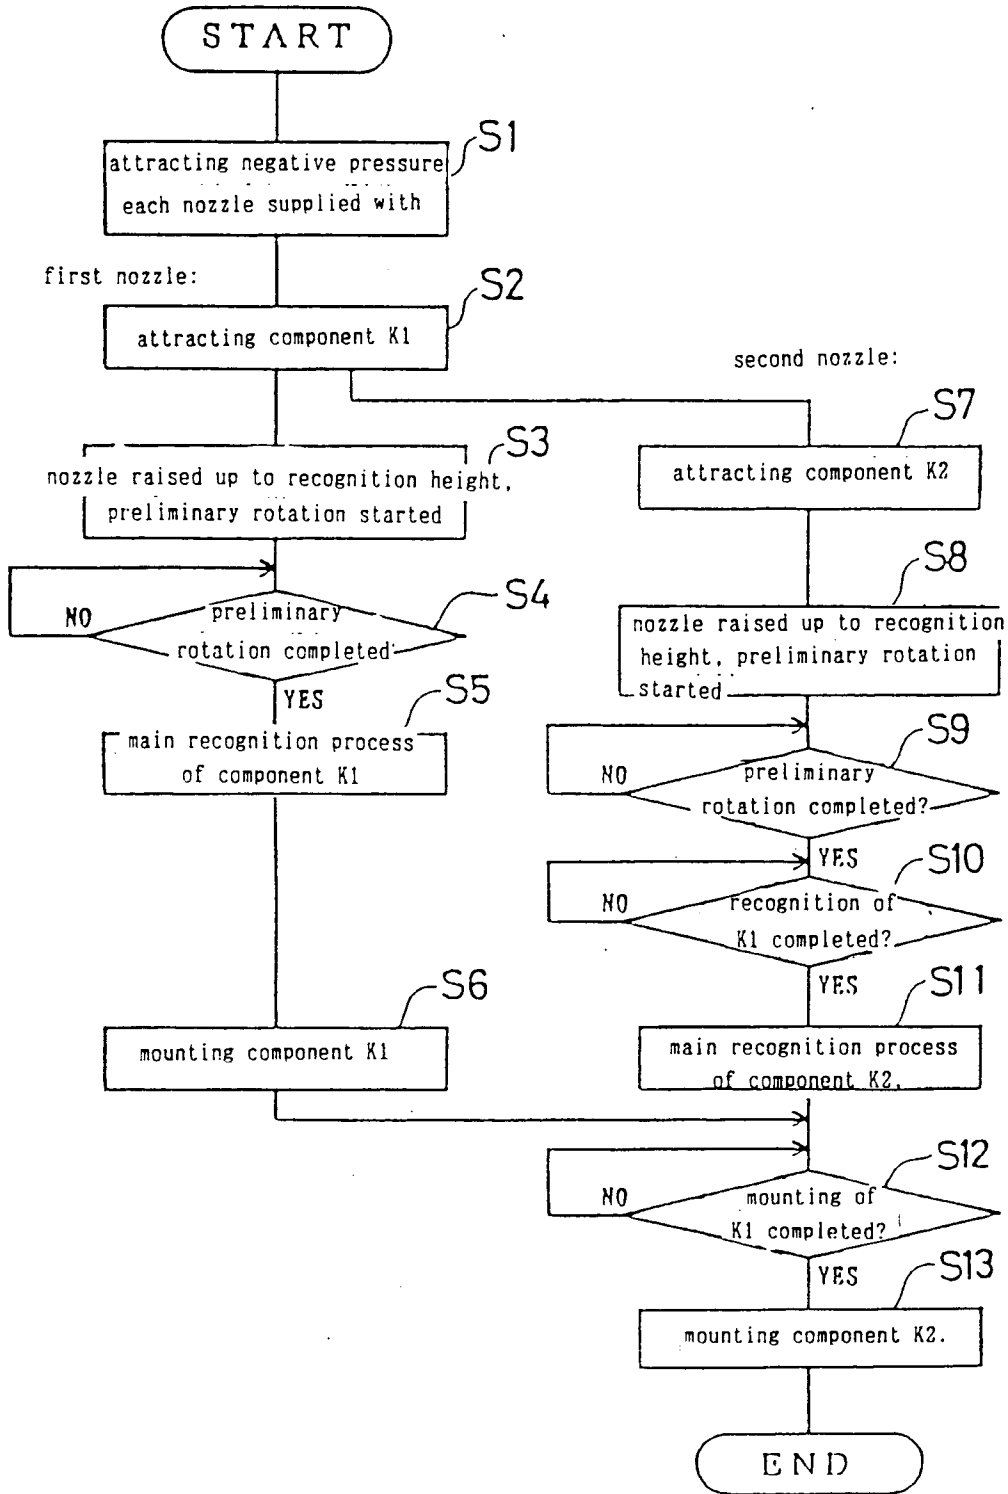 START
S1
attracting negative pressure
each nozzle supplied with
first nozzle:
S2
attracting component K1
S3
nozzle raised up to recognition height,
preliminary rotation started
S4
preliminary
rotation completed
NO
YES
S5
main recognition process
of component K1
S6
mounting component K1
second nozzle:
S7
attracting component K2
S8
nozzle raised up to recognition
height, preliminary rotation
started
S9
preliminary
rotation completed?
NO
YES
S10
recognition of
K1 completed?
NO
YES
S11
main recognition process
of component K2.
S12
mounting of
K1 completed?
NO
YES
S13
mounting component K2.
END